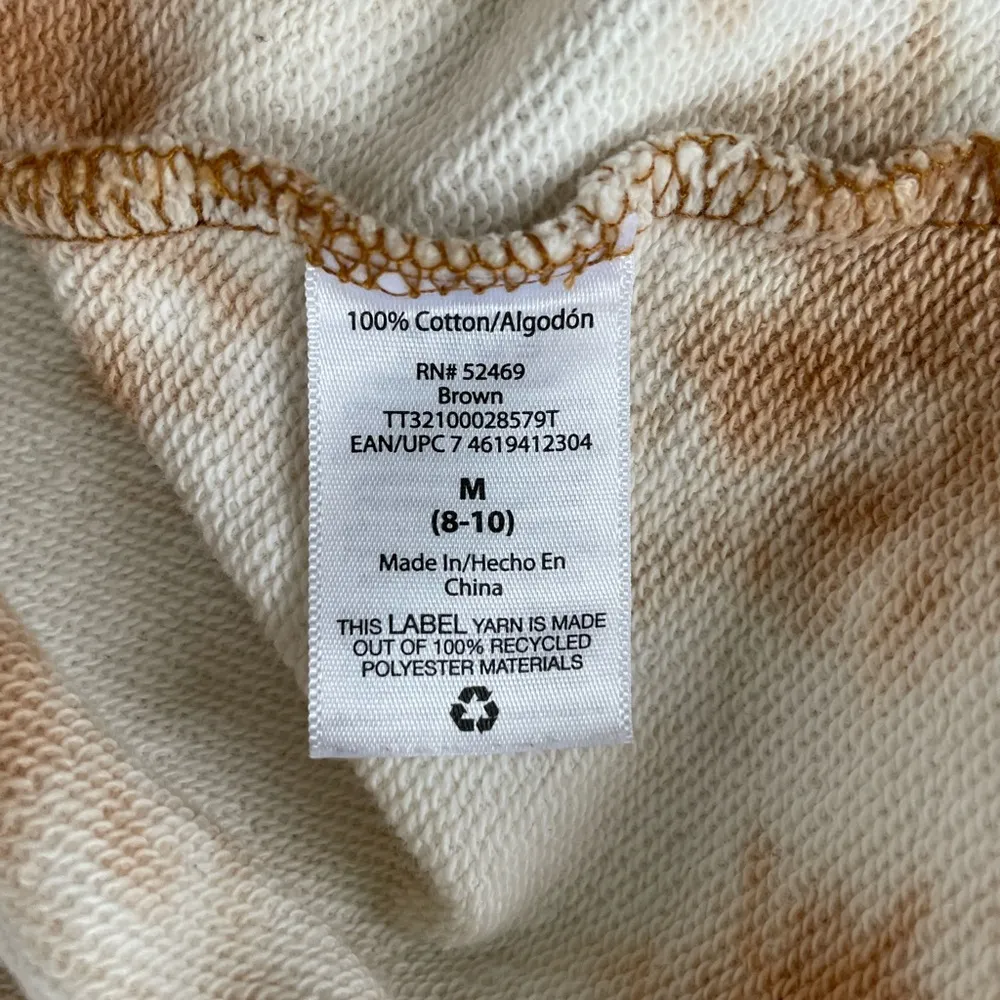 100% Cotton/Algodón
RN# 52469
Brown
TT32100028579T
EAN/UPC 7 4619412304
M
(8-10)
Made In/Hecho En
China
THIS LABEL YARN IS MADE
OUT OF 100% RECYCLED
POLYESTER MATERIALS